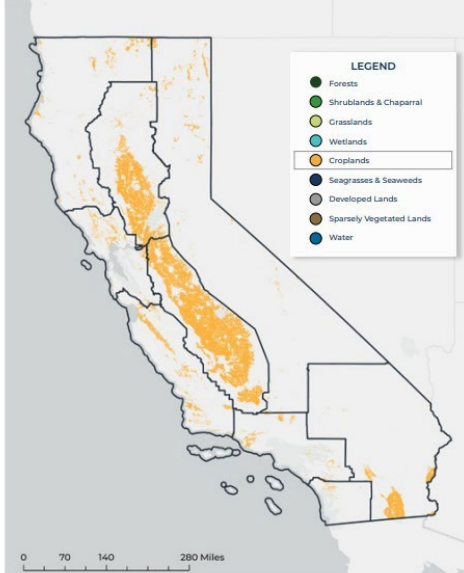 LEGEND
Forests
Shrublands & Chaparral
Grasslands
Wetlands
Croplands
Seagrasses & Seaweeds
Developed Lands
Sparsely Vegetated Lands
Water
0 70 140 280 Miles